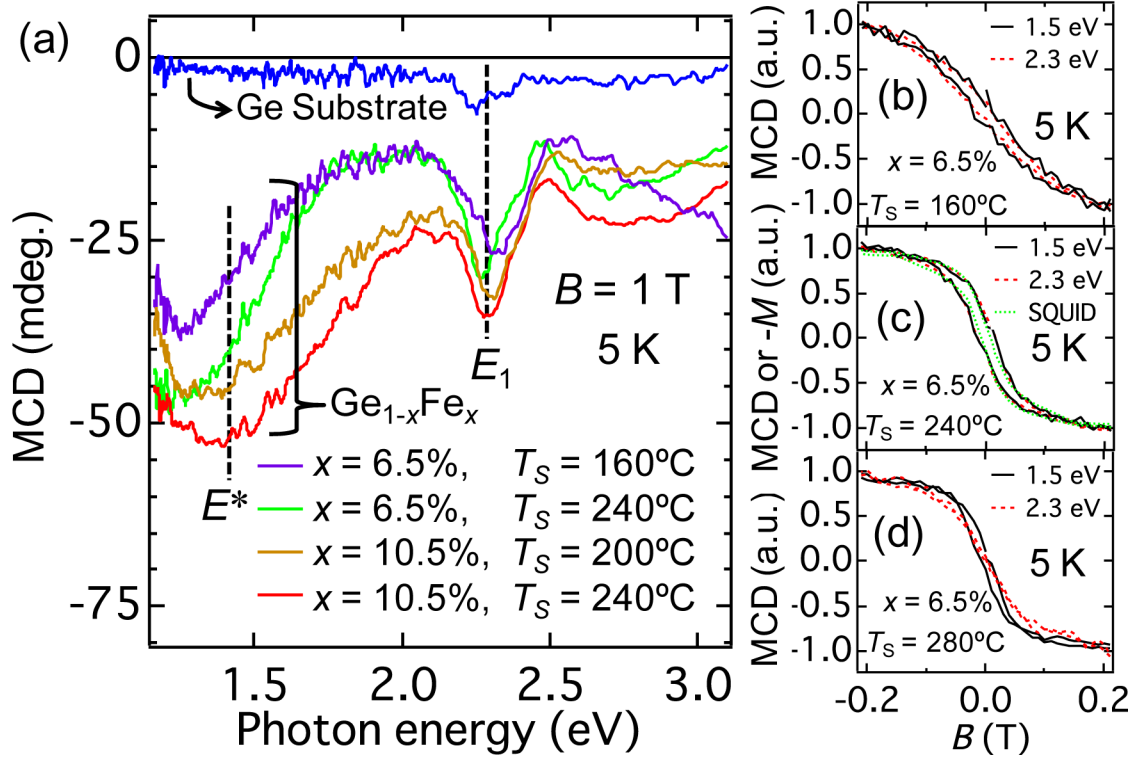 (a)
0
-25
-50
-75
MCD (mdeg.)
Ge Substrate
B = 1 T
5 K
E1
E*
Ge1-xFex
x = 6.5%, TS = 160ºC
x = 6.5%, TS = 240ºC
x = 10.5%, TS = 200ºC
x = 10.5%, TS = 240ºC
1.5 2.0 2.5 3.0
Photon energy (eV)
MCD (a.u.)
1.0
0.5
0.0
-0.5
-1.0
1.5 eV
2.3 eV
(b)
5 K
x = 6.5%
TS = 160ºC
MCD or -M (a.u.)
1.0
0.5
0.0
-0.5
-1.0
1.5 eV
2.3 eV
SQUID
(c)
5 K
x = 6.5%
TS = 240ºC
MCD (a.u.)
1.0
0.5
0.0
-0.5
-1.0
1.5 eV
2.3 eV
(d)
5 K
x = 6.5%
TS = 280ºC
-0.2 0.0 0.2
B (T)